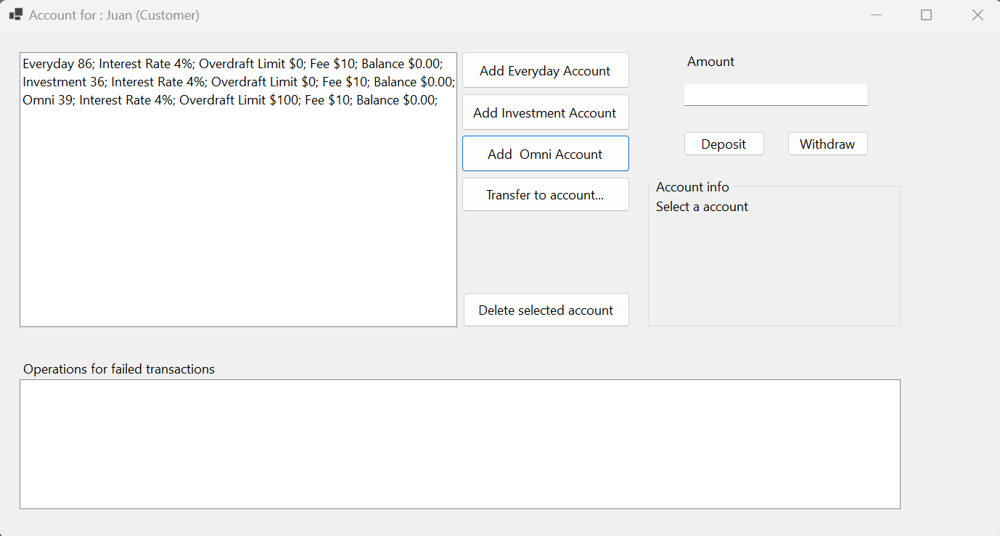 Account for : Juan (Customer)
Everyday 86; Interest Rate 4%; Overdraft Limit $0; Fee $10; Balance $0.00;
Investment 36; Interest Rate 4%; Overdraft Limit $0; Fee $10; Balance $0.00;
Omni 39; Interest Rate 4%; Overdraft Limit $100; Fee $10; Balance $0.00;
Add Everyday Account
Add Investment Account
Add  Omni Account
Transfer to account...
Delete selected account
Amount
Deposit
Withdraw
Account info
Select a account
Operations for failed transactions